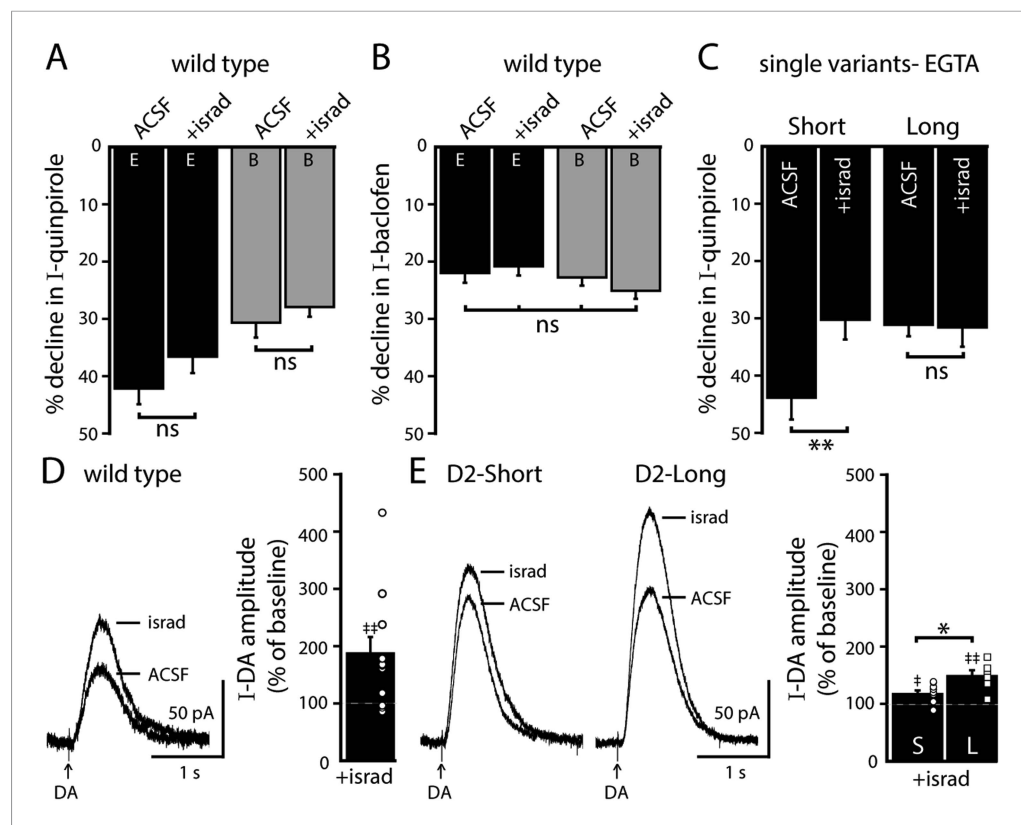 A
wild type
ACSF
+israd
ACSF
+israd
0
10
20
30
40
50
% decline in I-quinpirole
E
E
B
B
ns
ns
B
wild type
ACSF
+israd
ACSF
+israd
0
10
20
30
40
50
% decline in I-baclofen
E
E
B
B
ns
C
single variants- EGTA
Short
Long
0
10
20
30
40
50
% decline in I-quinpirole
ACSF
+israd
ACSF
+israd
**
ns
D
wild type
israd
ACSF
50 pA
1 s
DA
500
400
300
200
100
0
I-DA amplitude
(% of baseline)
‡‡
+israd
E
D2-Short
D2-Long
israd
ACSF
DA
israd
ACSF
50 pA
1 s
DA
500
400
300
200
100
0
I-DA amplitude
(% of baseline)
*
‡
‡‡
S
L
+israd